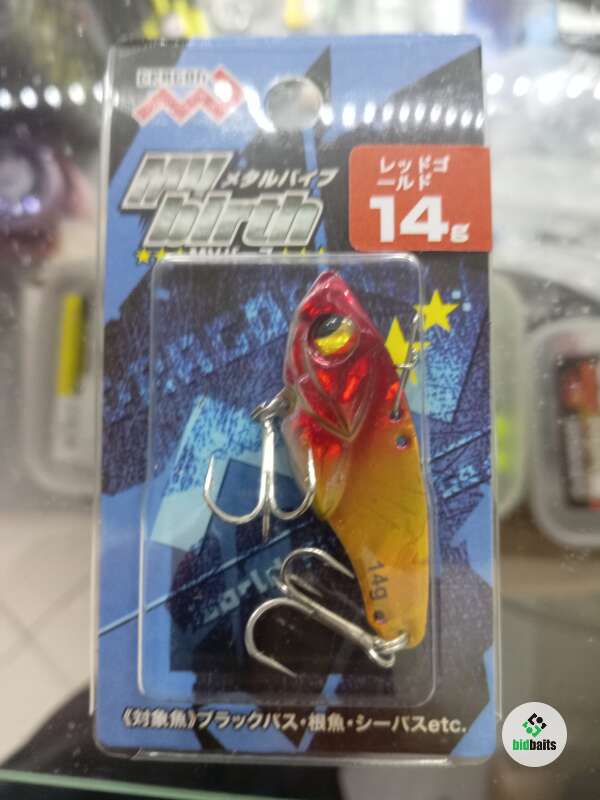 レッドゴ
ールド
14g
メタルバイブ
my
birth
14g
《対象魚》ブラックバス・根魚・シーバスetc.
bidbaits